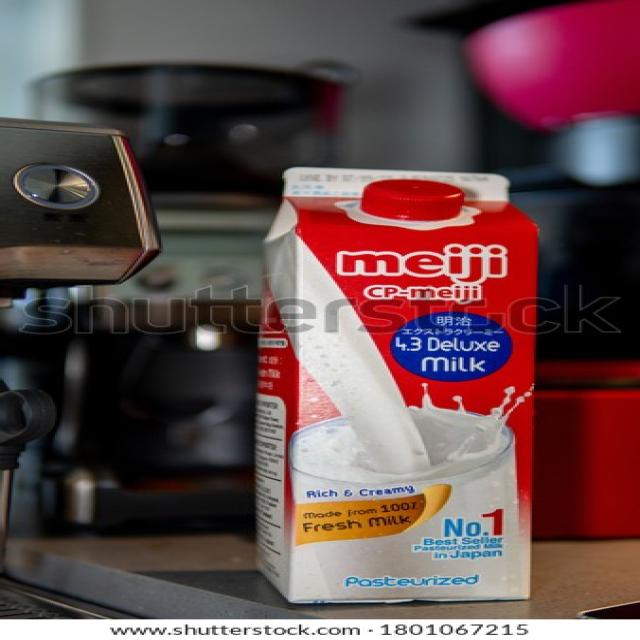 meiji
CP-meiji
明治
エクストラクリーミー
4.3 Deluxe
Milk
shutterstock
Rich & Creamy
Made from 100%
Fresh Milk
No.1
Best Seller
Pasteurized Milk
in Japan
Pasteurized
www.shutterstock.com · 1801067215